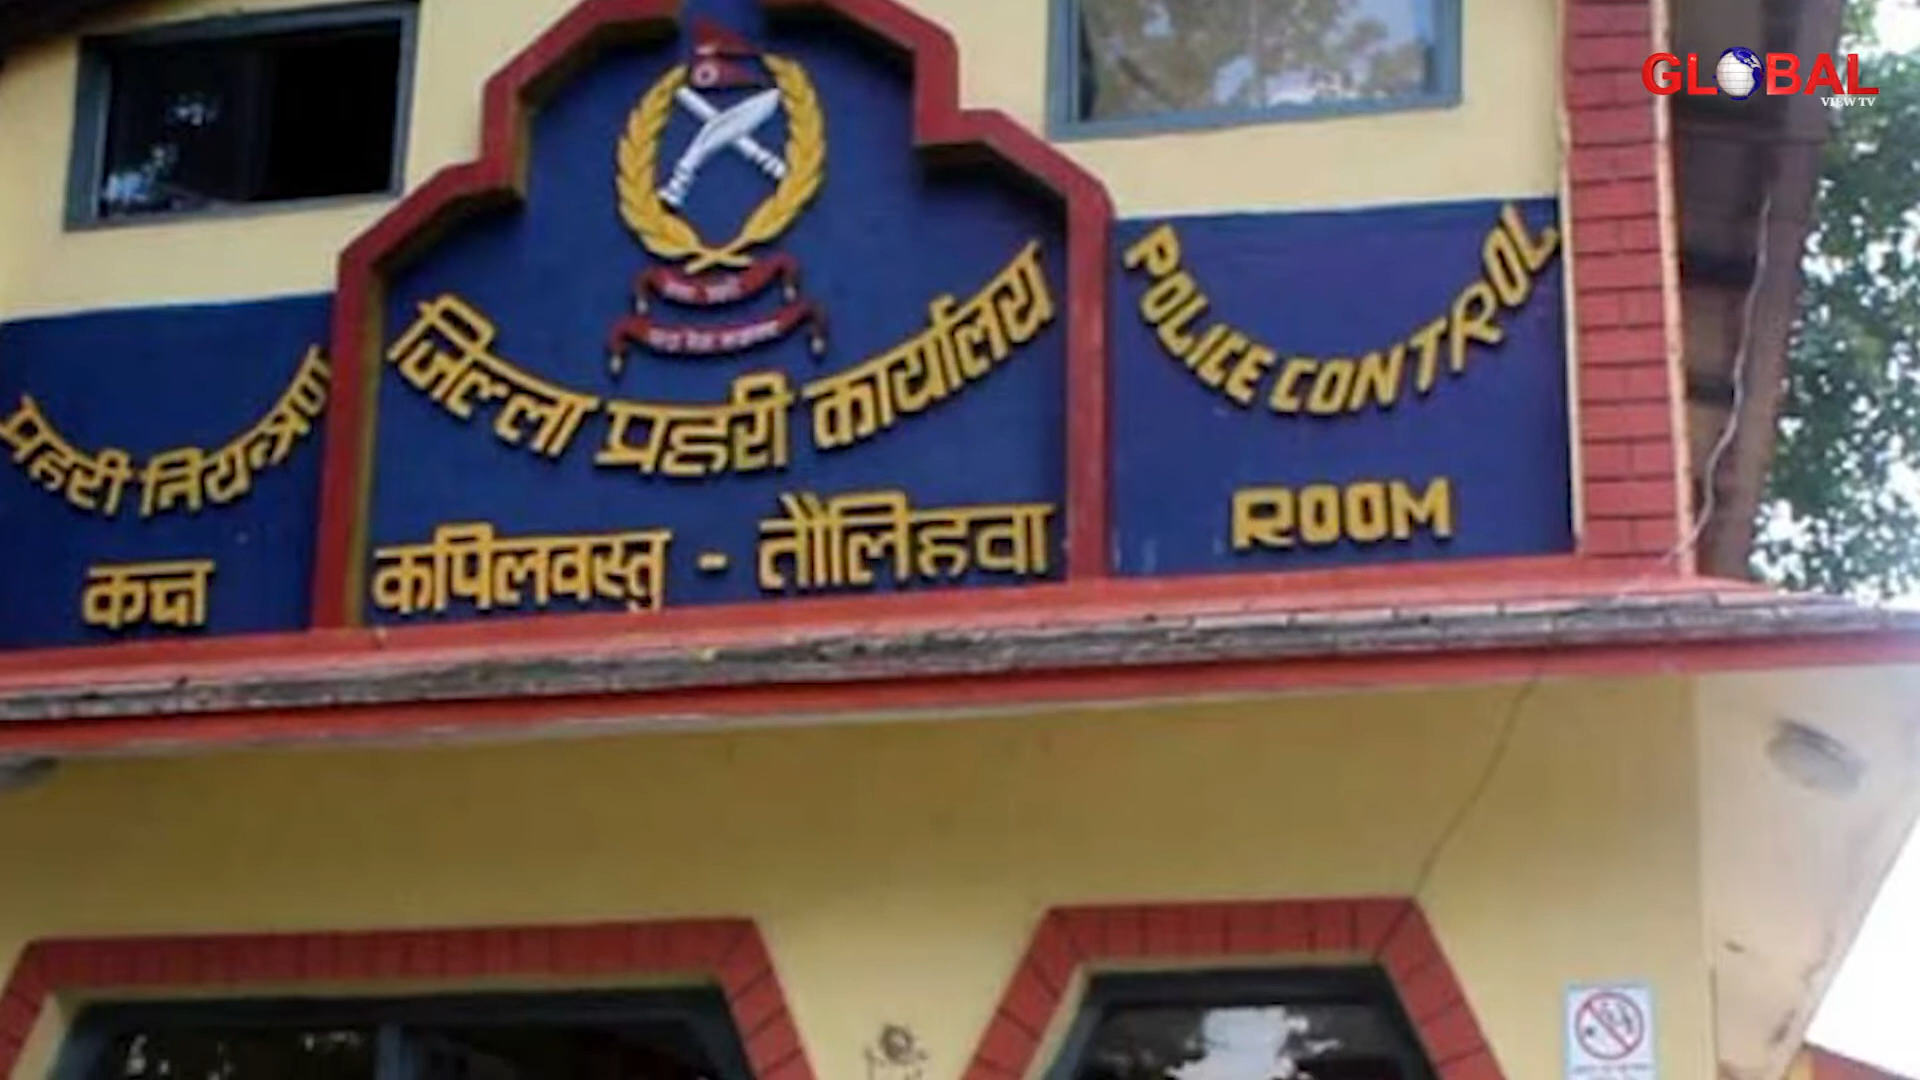 GLOBAL
VIEW TV
प्रहरी नियन्त्रण
कक्ष
जिल्ला प्रहरी कार्यालय
कपिलवस्तु - तौलिहवा
POLICE CONTROL
ROOM